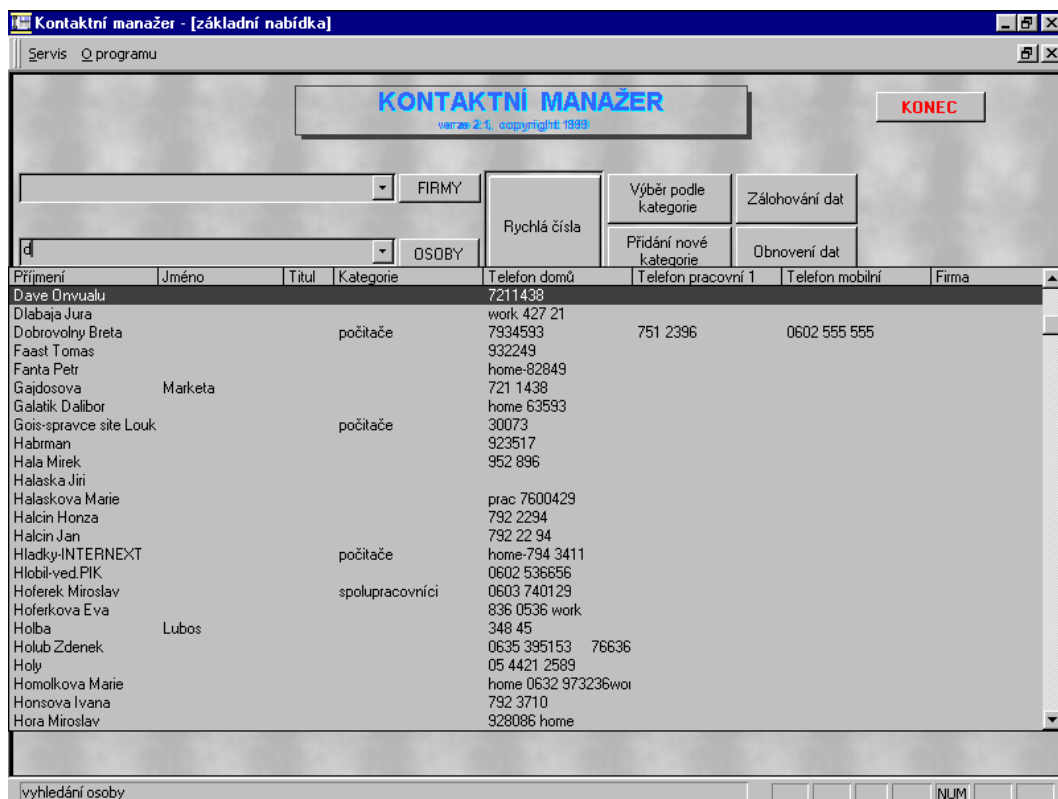 Kontaktní manažer - [základní nabídka]
Servis O programu
KONTAKTNÍ MANAŽER
verze 2.1, copyright 1999
KONEC
FIRMY
Rychlá čísla
Výběr podle kategorie
Zálohování dat
d
OSOBY
Přidání nové kategorie
Obnovení dat
Příjmení Jméno Titul Kategorie Telefon domů Telefon pracovní 1 Telefon mobilní Firma
Dave Onvualu 7211438
Dlabaja Jura work 427 21
Dobrovolny Breta počítače 7934593 751 2396 0602 555 555
Faast Tomas 932249
Fanta Petr home-82849
Gajdosova Marketa 721 1438
Galatik Dalibor home 63593
Gois-spravce site Louk počítače 30073
Habrman 923517
Hala Mirek 952 896
Halaska Jiri
Halaskova Marie prac 7600429
Halcin Honza 792 2294
Halcin Jan 792 22 94
Hladky-INTERNEXT počítače home-794 3411
Hlobil-ved.PIK 0602 536656
Hoferek Miroslav spolupracovníci 0603 740129
Hoferkova Eva 836 0536 work
Holba Lubos 348 45
Holub Zdenek 0635 395153 76636
Holy 05 4421 2589
Homolkova Marie home 0632 973236wor
Honsova Ivana 792 3710
Hora Miroslav 928086 home
vyhledání osoby NUM